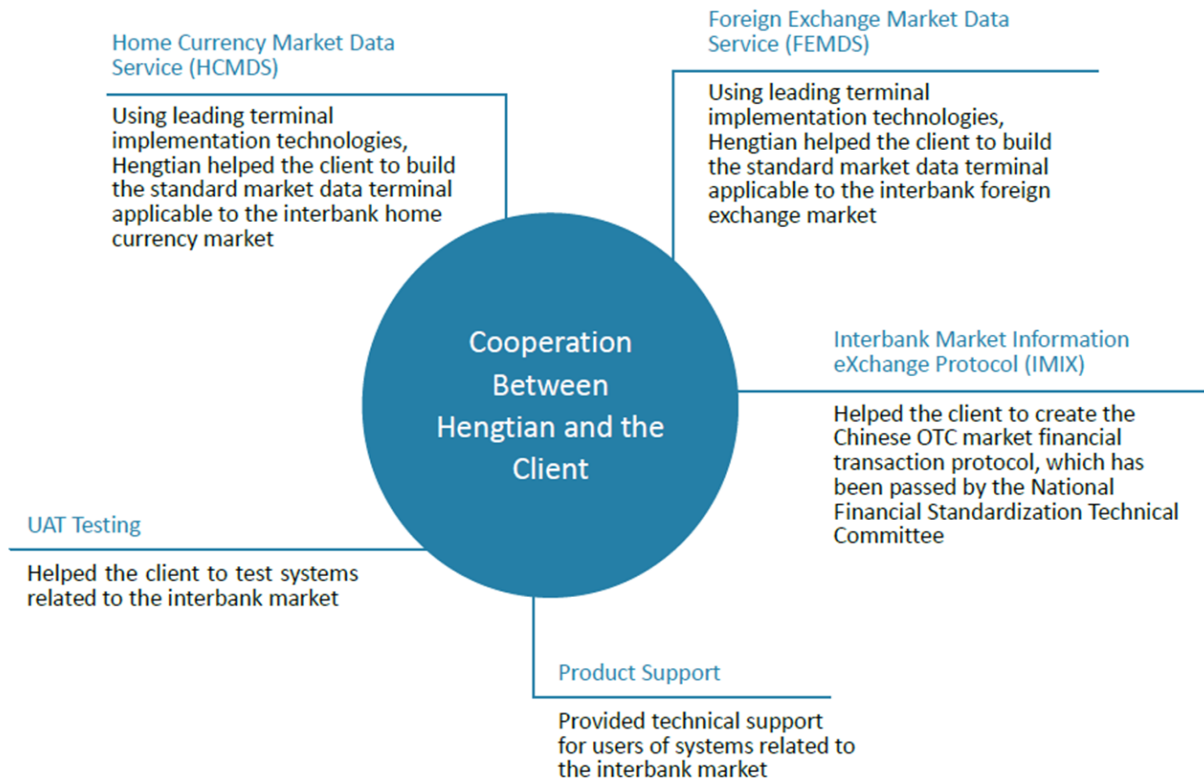 Home Currency Market Data
Service (HCMDS)
Using leading terminal
implementation technologies,
Hengtian helped the client to build
the standard market data terminal
applicable to the interbank home
currency market
Foreign Exchange Market Data
Service (FEMDS)
Using leading terminal
implementation technologies,
Hengtian helped the client to build
the standard market data terminal
applicable to the interbank foreign
exchange market
Cooperation
Between
Hengtian and the
Client
Interbank Market Information
eXchange Protocol (IMIX)
Helped the client to create the
Chinese OTC market financial
transaction protocol, which has
been passed by the National
Financial Standardization Technical
Committee
UAT Testing
Helped the client to test systems
related to the interbank market
Product Support
Provided technical support
for users of systems related to
the interbank market